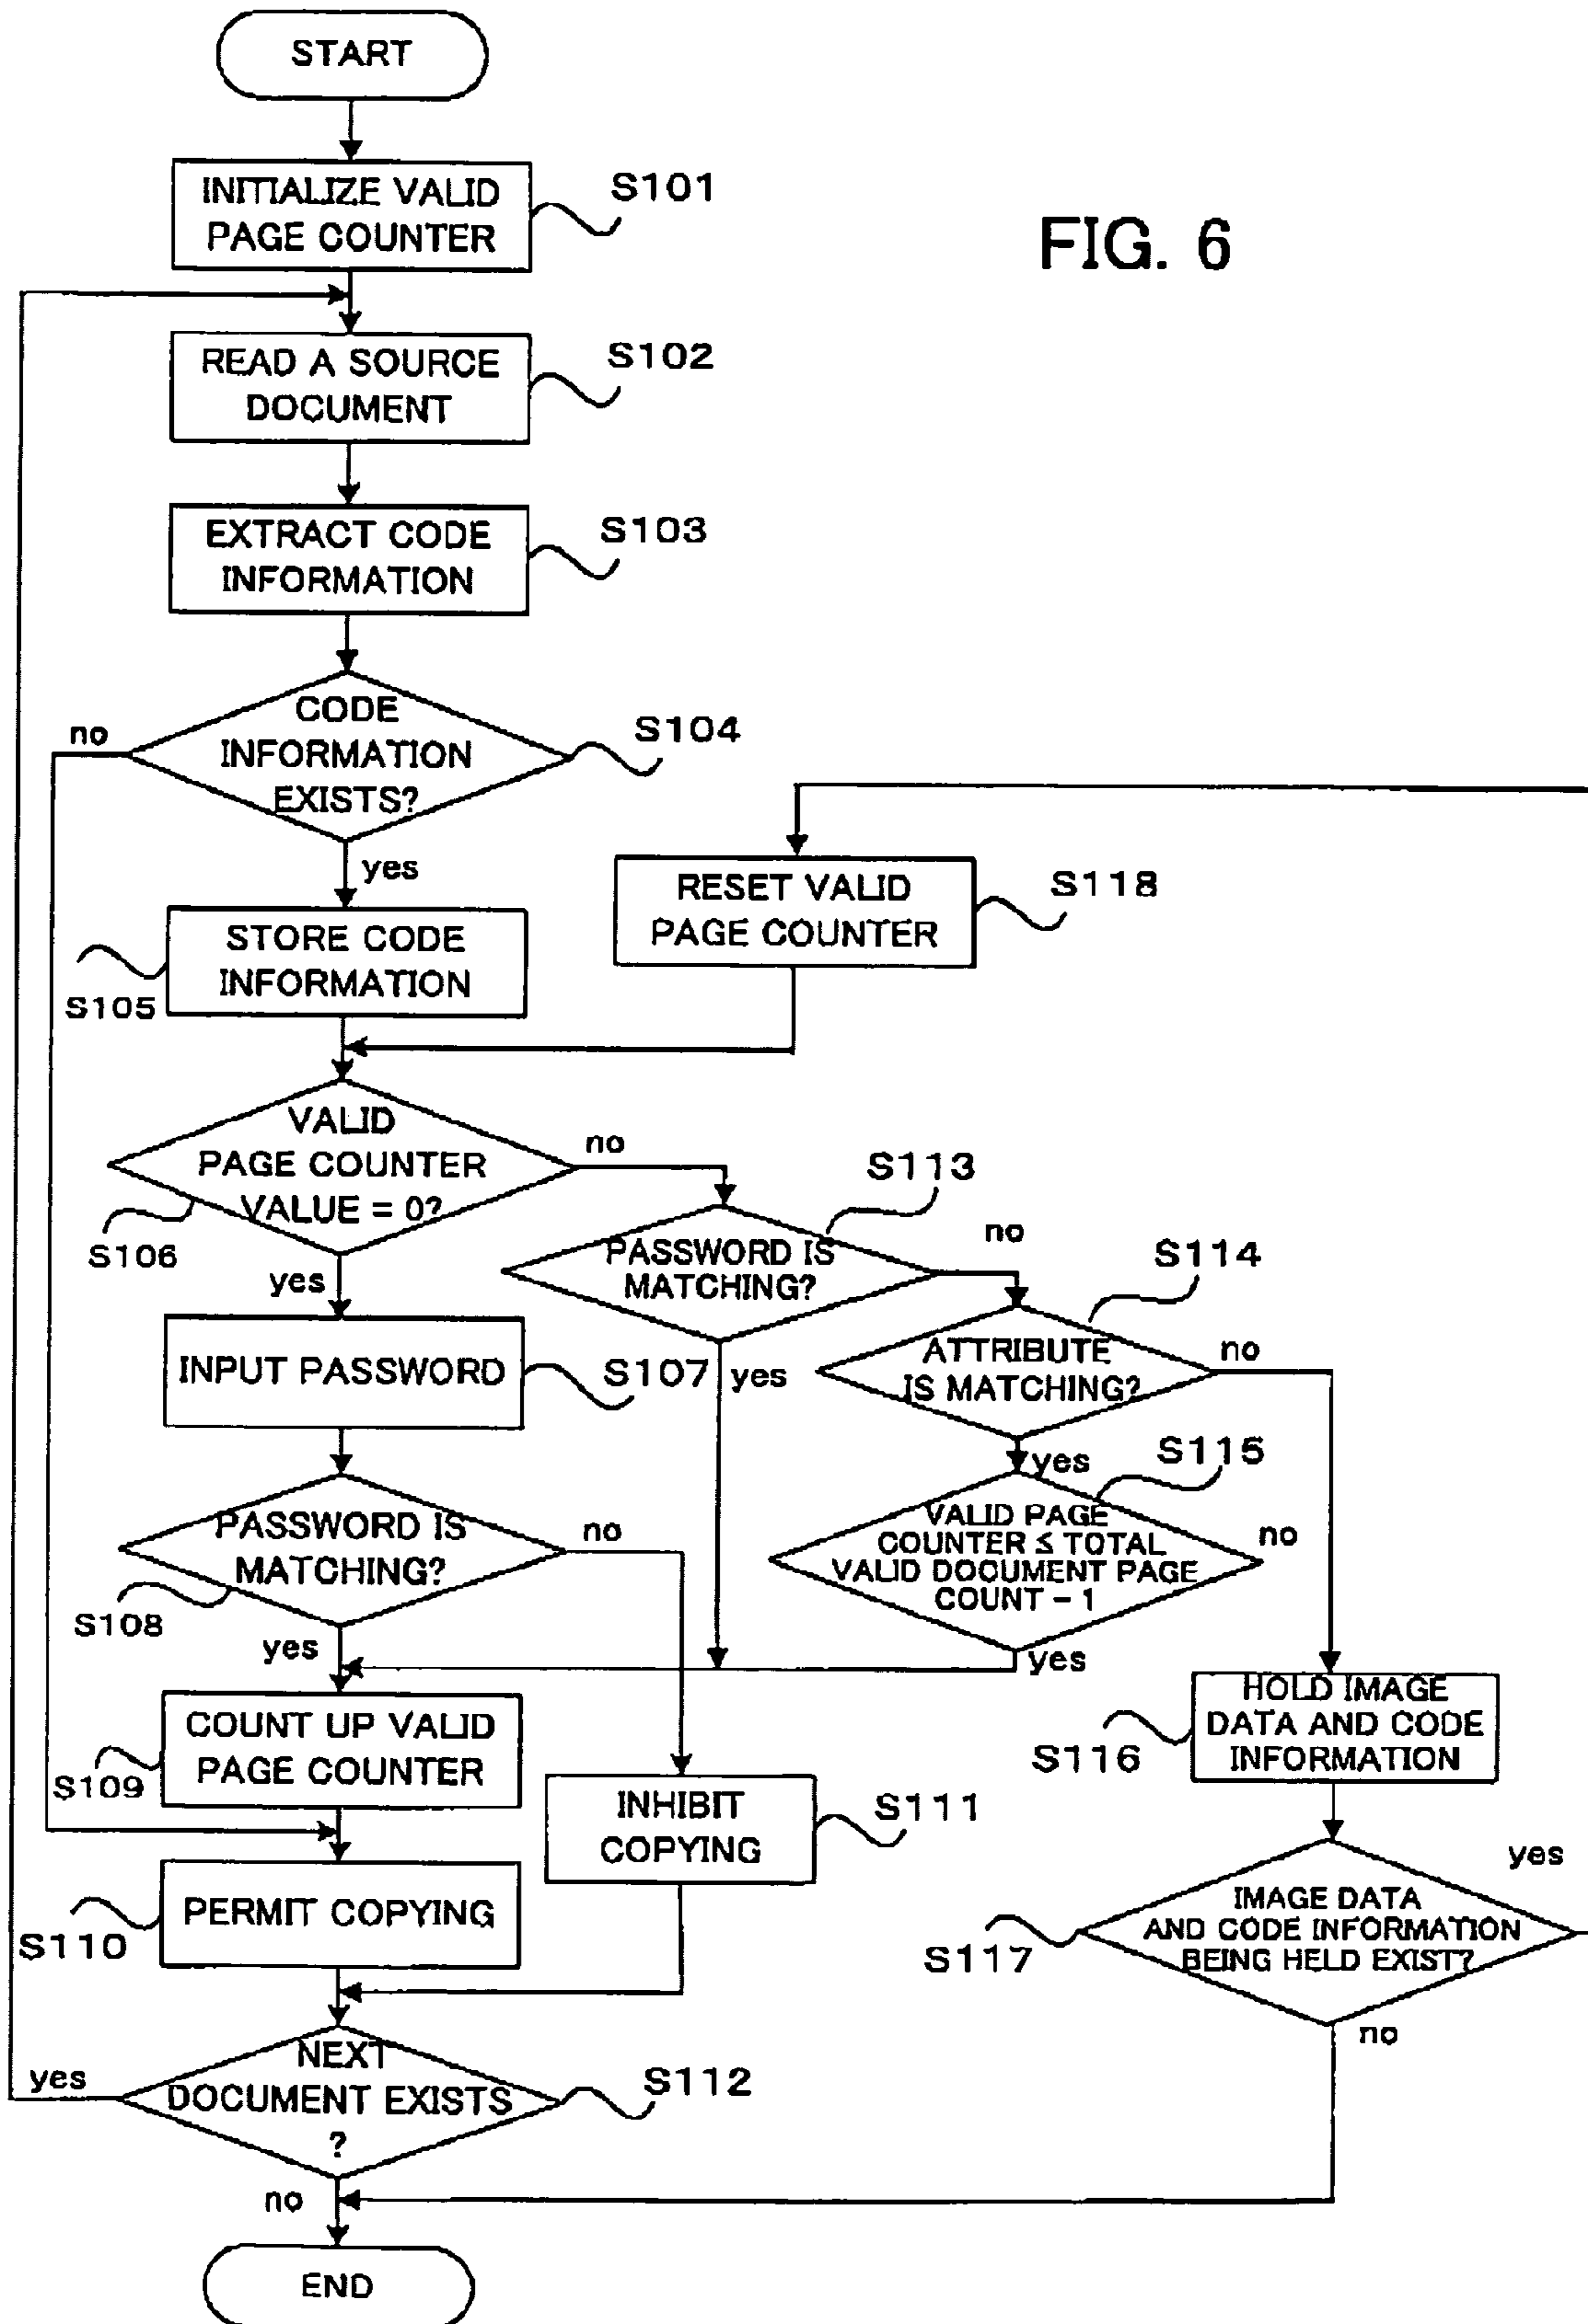 START
INITIALIZE VALID
PAGE COUNTER
S101
FIG. 6
READ A SOURCE
DOCUMENT
S102
EXTRACT CODE
INFORMATION
S103
CODE
INFORMATION
EXISTS?
no
S104
yes
STORE CODE
INFORMATION
S105
RESET VALID
PAGE COUNTER
S118
VALID
PAGE COUNTER
VALUE = 0?
no
S106
yes
S113
PASSWORD IS
MATCHING?
no
yes
S114
ATTRIBUTE
IS MATCHING?
no
yes
INPUT PASSWORD
S107
S115
VALID PAGE
COUNTER ≤ TOTAL
VALID DOCUMENT PAGE
COUNT - 1
no
yes
PASSWORD IS
MATCHING?
no
S108
yes
COUNT UP VALID
PAGE COUNTER
S109
INHIBIT
COPYING
S111
HOLD IMAGE
DATA AND CODE
INFORMATION
S116
PERMIT COPYING
S110
IMAGE DATA
AND CODE INFORMATION
BEING HELD EXIST?
yes
S117
no
NEXT
DOCUMENT EXISTS
?
yes
S112
no
END